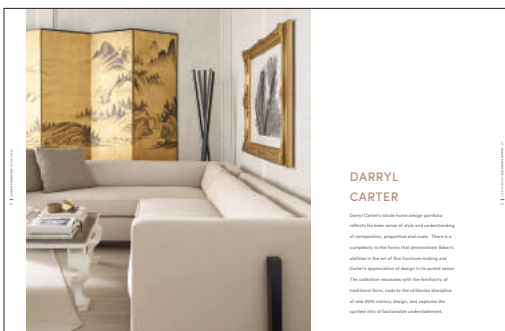 DARRYL
CARTER
Darryl Carter's whole home design portfolio
reflects his keen sense of style and understanding
of composition, proportion and scale. There is a
complexity to the forms that demonstrate Baker's
abilities in the art of fine furniture-making and
Carter's appreciation of design in its purest sense.
The collection resonates with the familiarity of
traditional form, nods to the utilitarian discipline
of mid-20th-century design, and captures the
spirited chic of fashionable understatement.